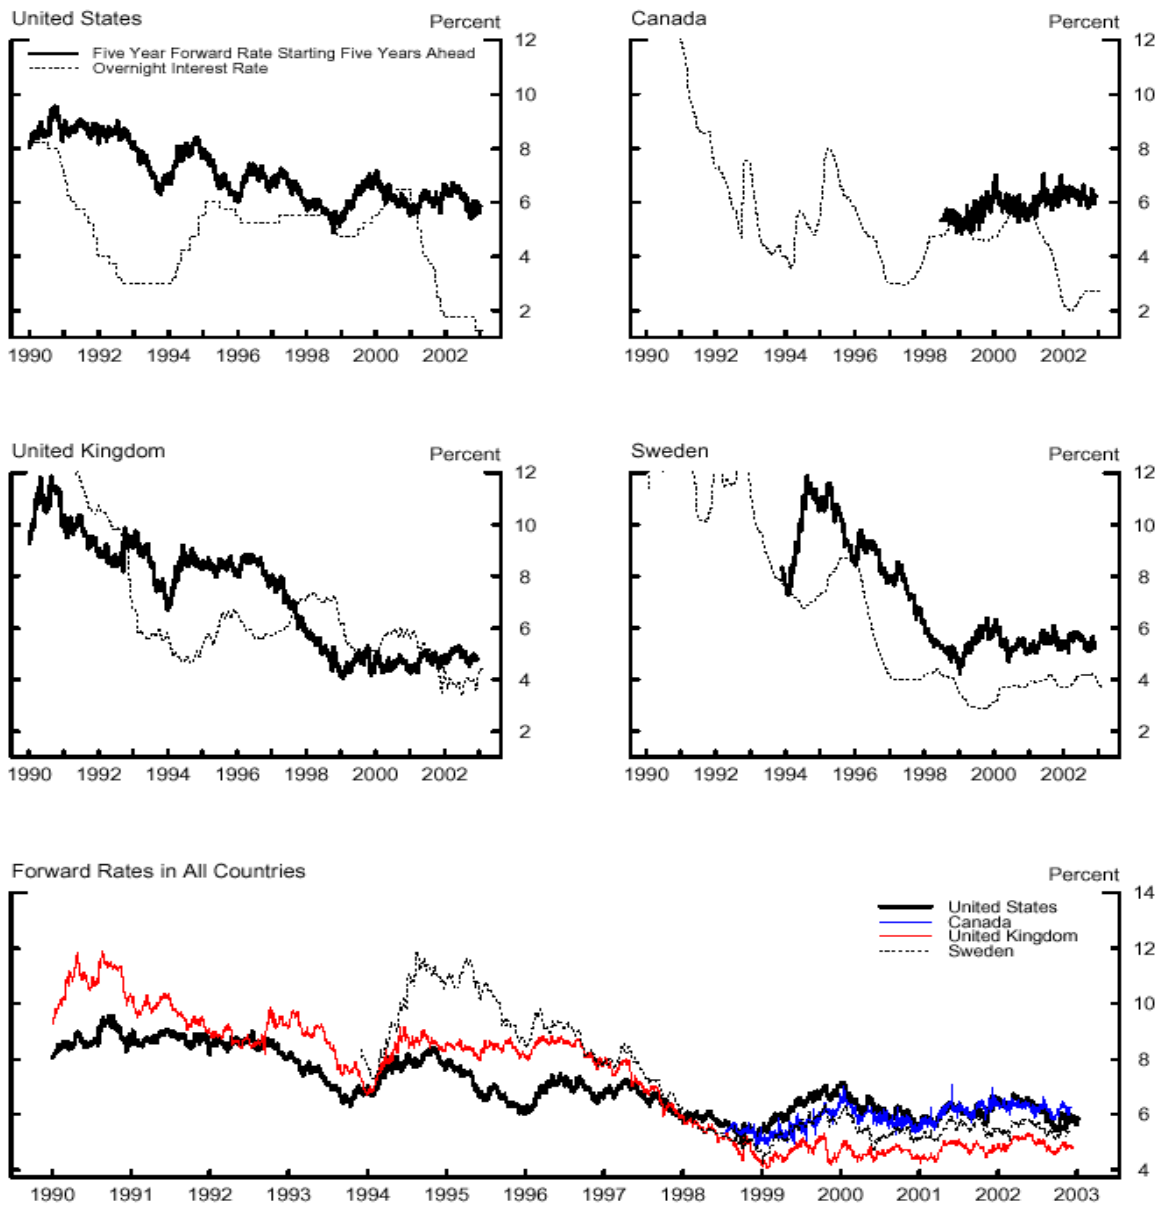 United States
Percent
Five Year Forward Rate Starting Five Years Ahead
Overnight Interest Rate
12
10
8
6
4
2
1990 1992 1994 1996 1998 2000 2002
Canada
Percent
12
10
8
6
4
2
1990 1992 1994 1996 1998 2000 2002
United Kingdom
Percent
12
10
8
6
4
2
1990 1992 1994 1996 1998 2000 2002
Sweden
Percent
12
10
8
6
4
2
1990 1992 1994 1996 1998 2000 2002
Forward Rates in All Countries
Percent
United States
Canada
United Kingdom
Sweden
14
12
10
8
6
4
1990 1991 1992 1993 1994 1995 1996 1997 1998 1999 2000 2001 2002 2003